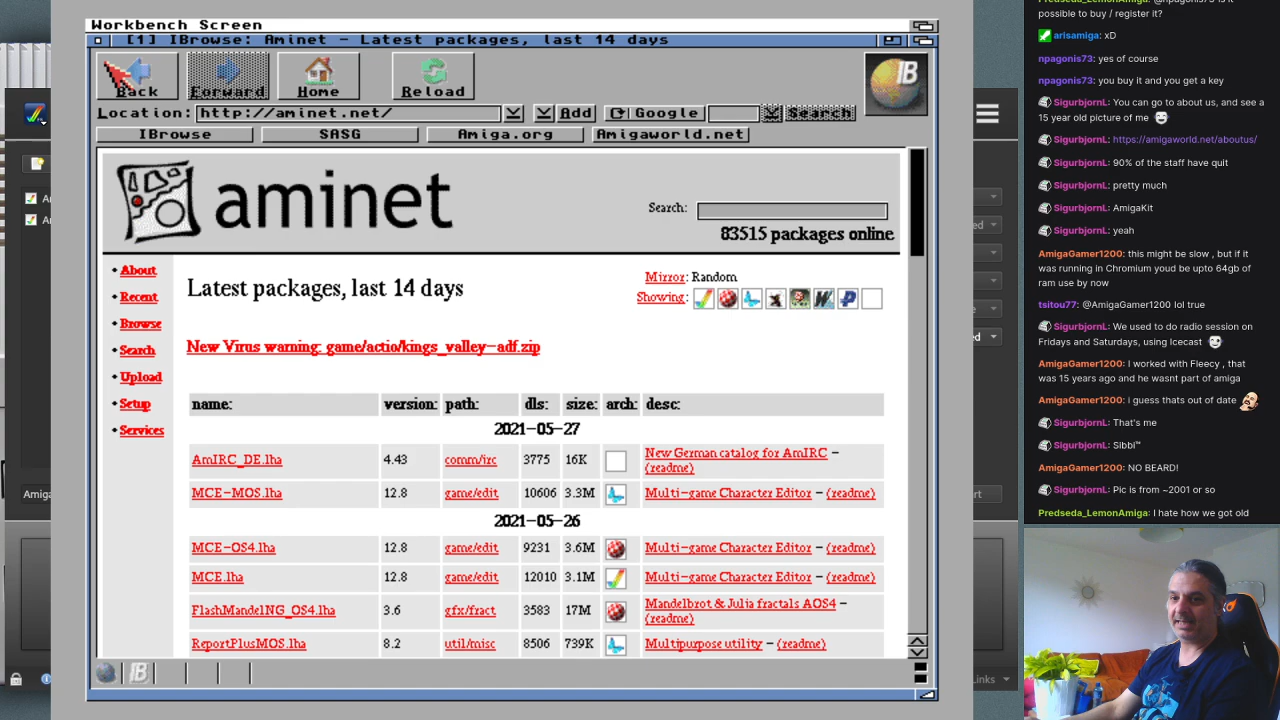 Workbench Screen
[1] IBrowse: Aminet - Latest packages, last 14 days
Back
Forward
Home
Reload
Location: http://aminet.net/
Add
Google
Search
IBrowse
SASG
Amiga.org
Amigaworld.net
aminet
Search:
83515 packages online
About
Recent
Browse
Search
Upload
Setup
Services
Latest packages, last 14 days
Mirror: Random
Showing:
New Virus warning: game/actio/kings_valley-adf.zip
name: version: path: dls: size: arch: desc:
2021-05-27
AmIRC_DE.lha 4.43 comm/irc 3775 16K New German catalog for AmIRC -
(readme)
MCE-MOS.lha 12.8 game/edit 10606 3.3M Multi-game Character Editor - (readme)
2021-05-26
MCE-OS4.lha 12.8 game/edit 9231 3.6M Multi-game Character Editor - (readme)
MCE.lha 12.8 game/edit 12010 3.1M Multi-game Character Editor - (readme)
FlashMandelNG_OS4.lha 3.6 gfx/fract 3583 17M Mandelbrot & Julia fractals AOS4 -
(readme)
ReportPlusMOS.lha 8.2 util/misc 8506 739K Multipurpose utility - (readme)
Amiga
Links
possible to buy / register it?
arisamiga: xD
npagonis73: yes of course
npagonis73: you buy it and you get a key
SigurbjornL: You can go to about us, and see a
15 year old picture of me
SigurbjornL: https://amigaworld.net/aboutus/
SigurbjornL: 90% of the staff have quit
SigurbjornL: pretty much
SigurbjornL: AmigaKit
SigurbjornL: yeah
AmigaGamer1200: this might be slow , but if it
was running in Chromium youd be upto 64gb of
ram use by now
tsitou77: @AmigaGamer1200 lol true
SigurbjornL: We used to do radio session on
Fridays and Saturdays, using Icecast
AmigaGamer1200: I worked with Fleecy , that
was 15 years ago and he wasnt part of amiga
AmigaGamer1200: i guess thats out of date
SigurbjornL: That's me
SigurbjornL: Sibbi™
AmigaGamer1200: NO BEARD!
SigurbjornL: Pic is from ~2001 or so
Predseda_LemonAmiga: I hate how we got old